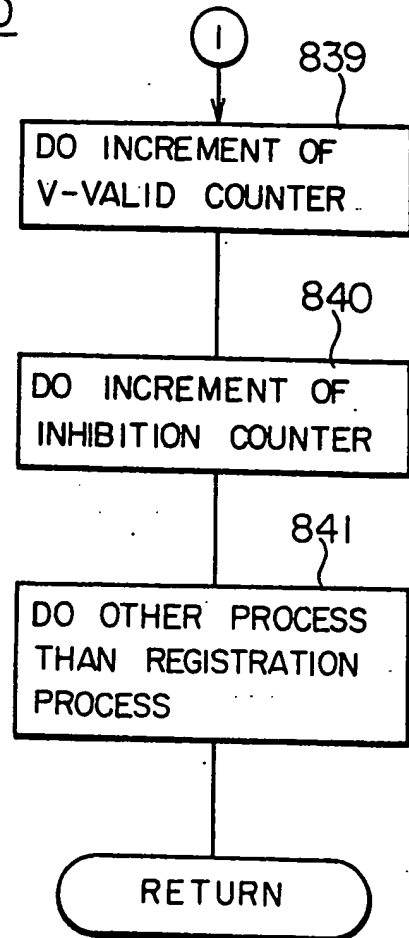 1
839
DO INCREMENT OF
V-VALID COUNTER
840
DO INCREMENT OF
INHIBITION COUNTER
841
DO OTHER PROCESS
THAN REGISTRATION
PROCESS
RETURN